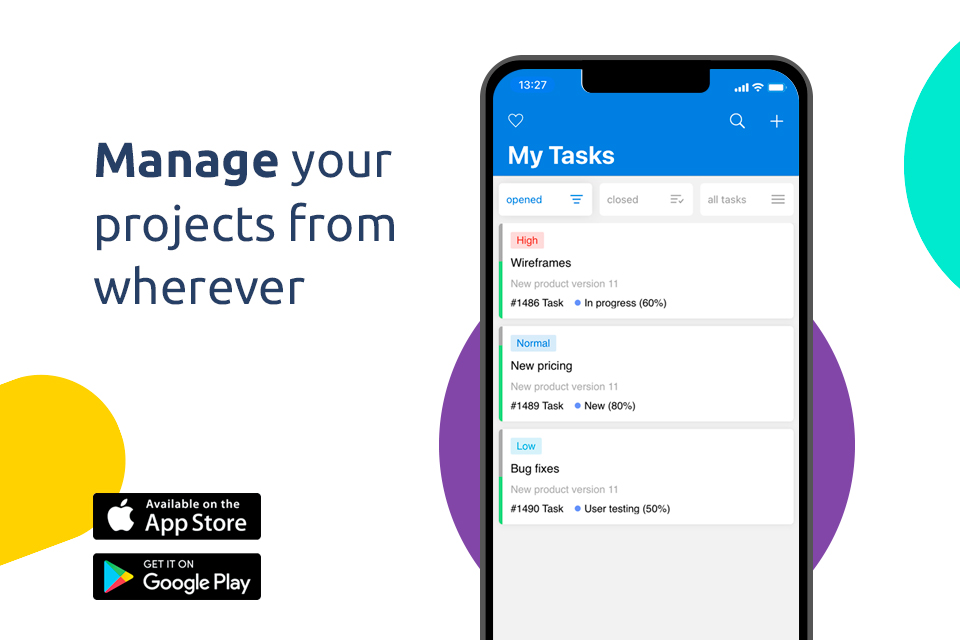 Manage your
projects from
wherever
Available on the
App Store
GET IT ON
Google Play
13:27
My Tasks
opened
closed
all tasks
High
Wireframes
New product version 11
#1486 Task In progress (60%)
Normal
New pricing
New product version 11
#1489 Task New (80%)
Low
Bug fixes
New product version 11
#1490 Task User testing (50%)